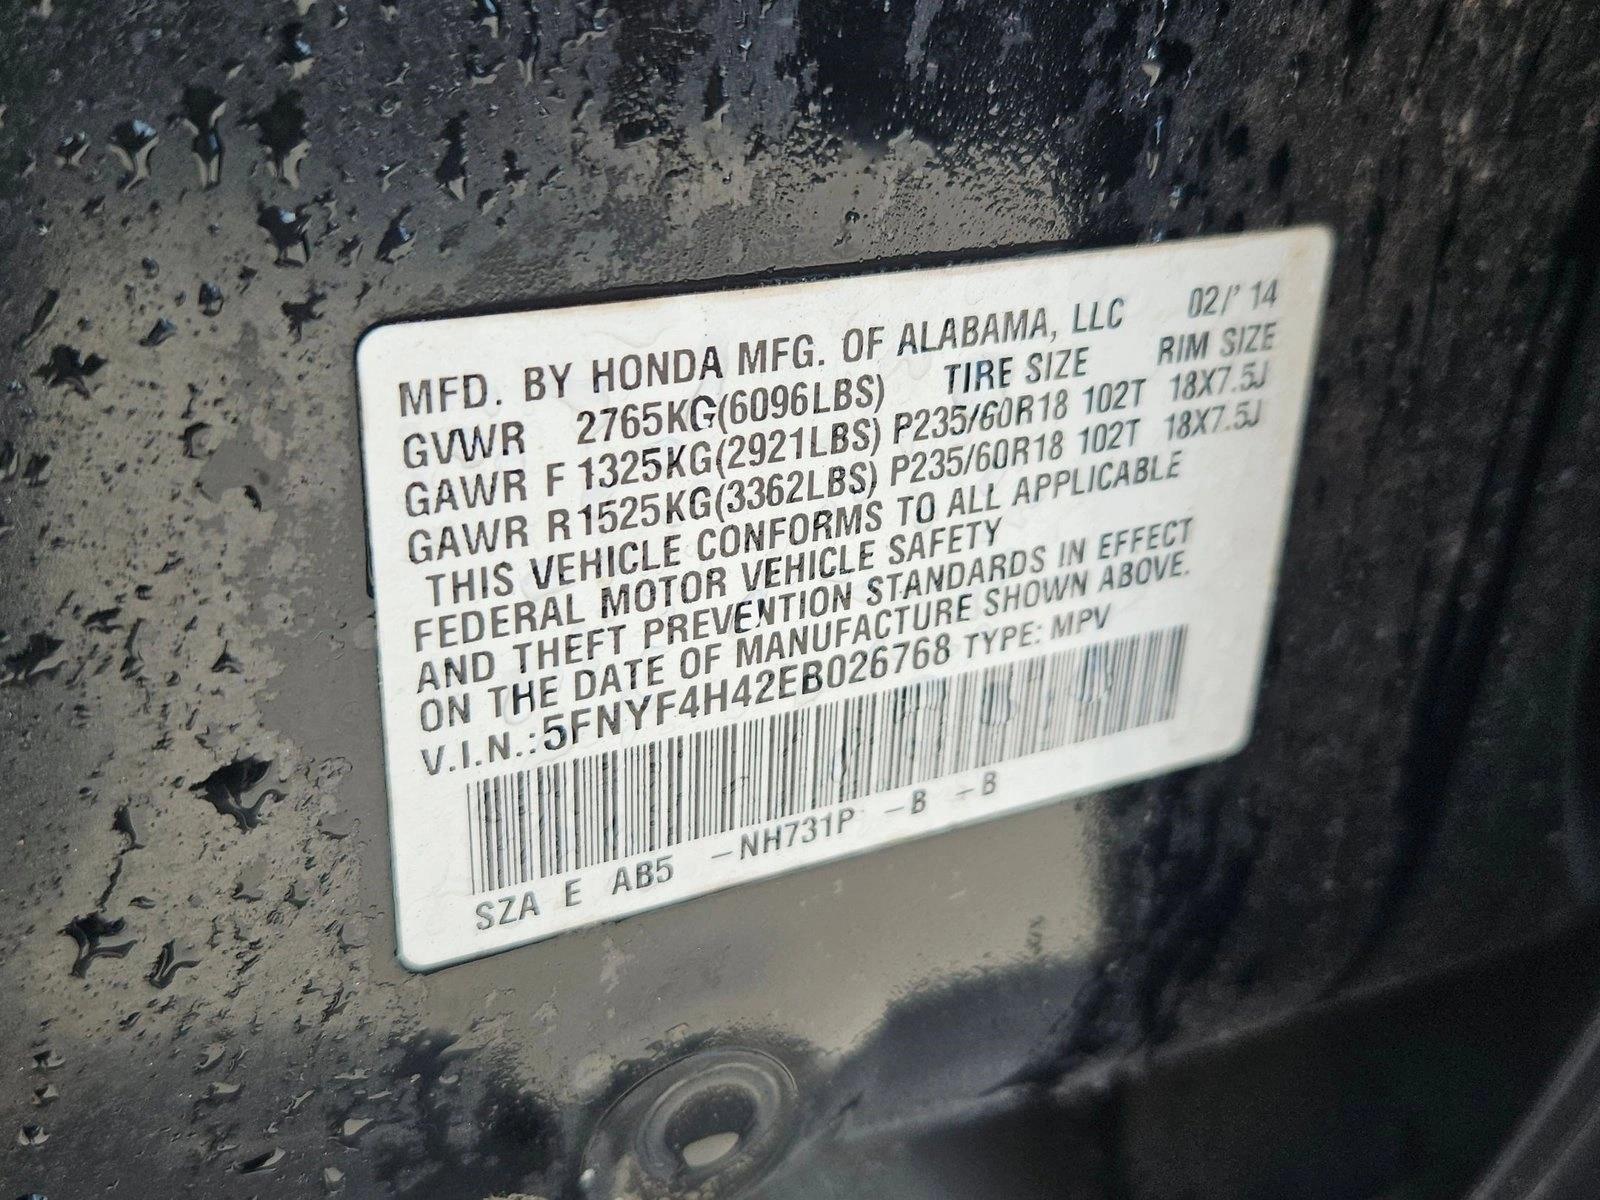 MFD. BY HONDA MFG. OF ALABAMA, LLC 02/' 14
GVWR 2765KG(6096LBS) TIRE SIZE RIM SIZE
GAWR F 1325KG(2921LBS) P235/60R18 102T 18X7.5J
GAWR R 1525KG(3362LBS) P235/60R18 102T 18X7.5J
THIS VEHICLE CONFORMS TO ALL APPLICABLE
FEDERAL MOTOR VEHICLE SAFETY
AND THEFT PREVENTION STANDARDS IN EFFECT
ON THE DATE OF MANUFACTURE SHOWN ABOVE.
V.I.N.:5FNYF4H42EB026768 TYPE: MPV
SZA E AB5 -NH731P -B -B